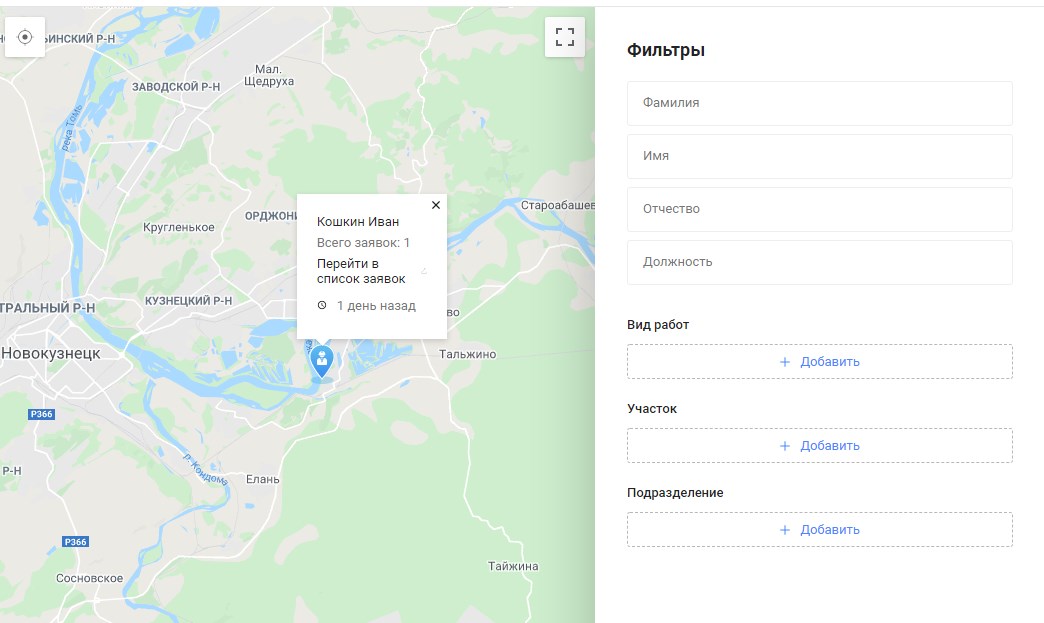 ЬИНСКИЙ Р-Н
ЗАВОДСКОЙ Р-Н
Мал.
Щедруха
река Томь
ОРДЖОНИ
Кругленькое
Староабашев
КУЗНЕЦКИЙ Р-Н
ТРАЛЬНЫЙ Р-Н
Новокузнецк
Кошкин Иван
Всего заявок: 1
Перейти в
список заявок
1 день назад
во
Тальжино
Р366
Р-Н
р. Кондома
Елань
Р366
Сосновское
Тайжина
Фильтры
Фамилия
Имя
Отчество
Должность
Вид работ
+ Добавить
Участок
+ Добавить
Подразделение
+ Добавить